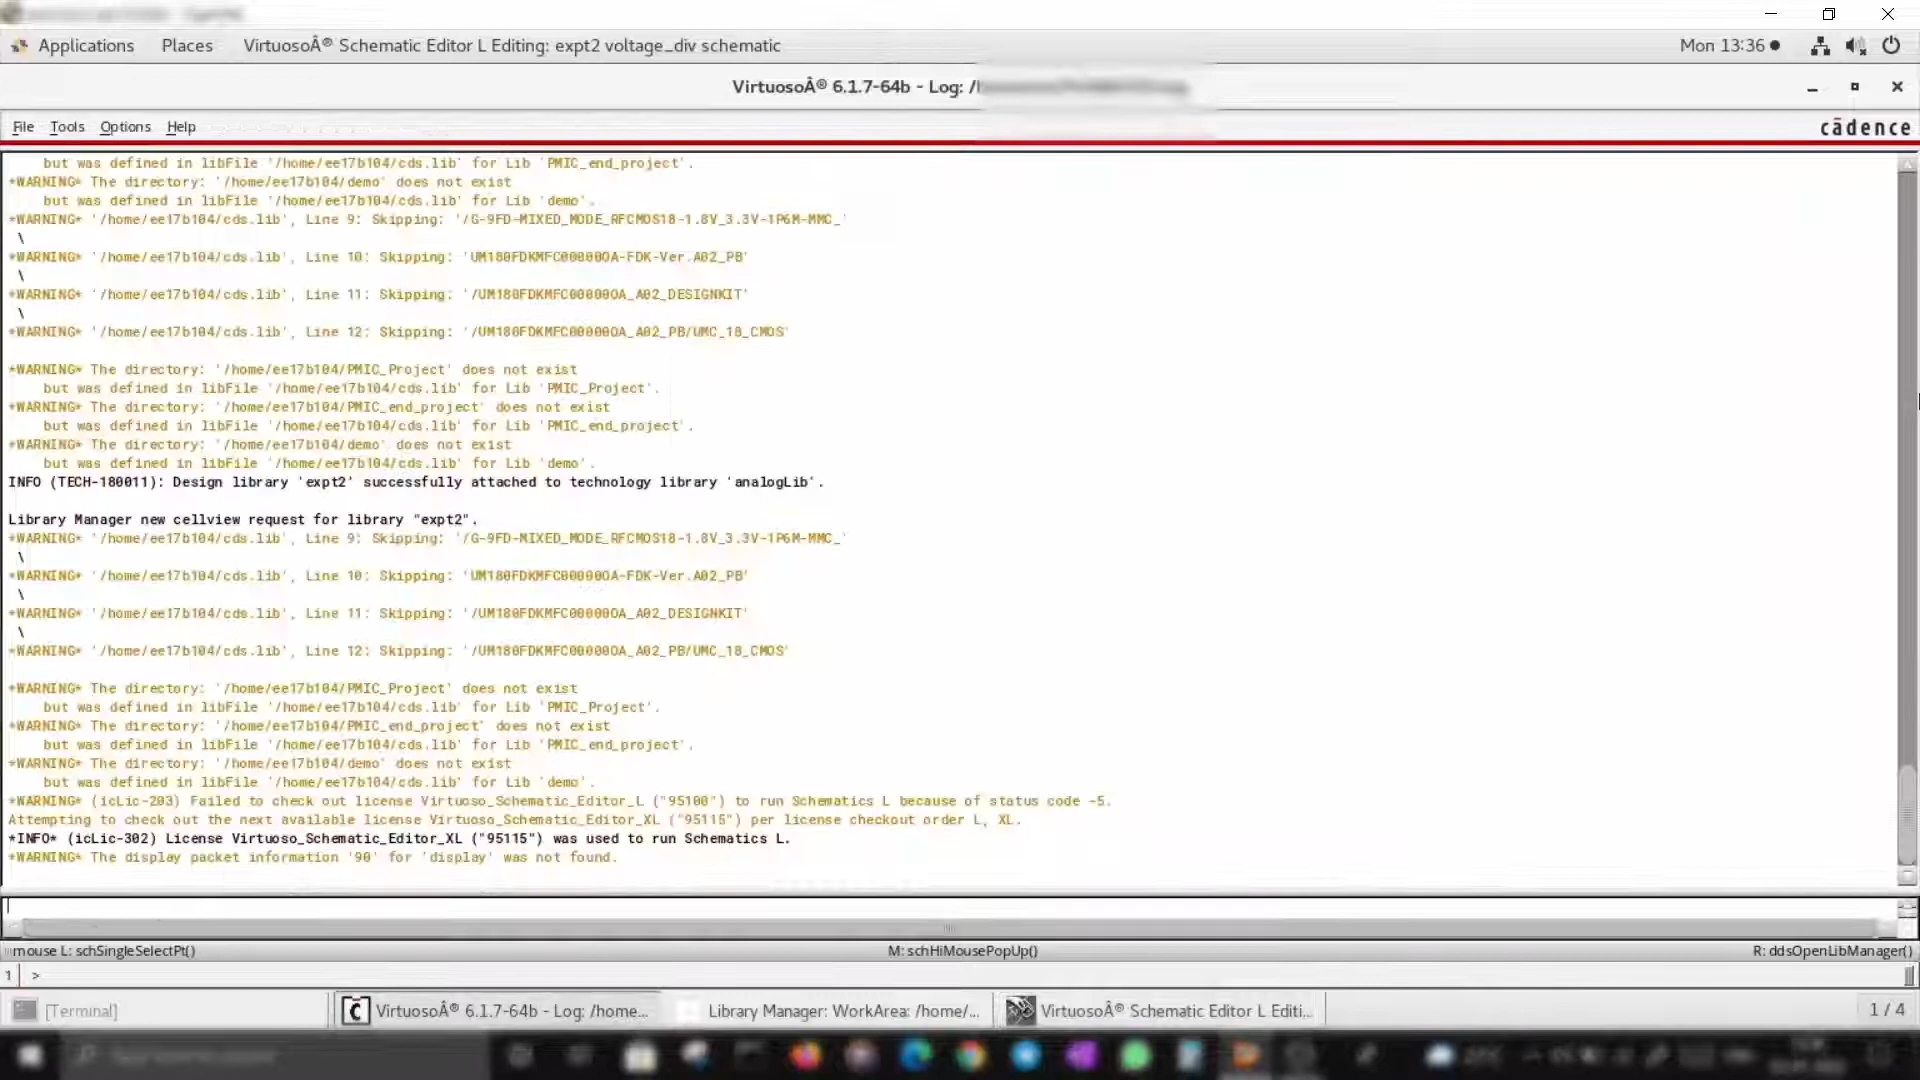 Applications Places VirtuosoÂ® Schematic Editor L Editing: expt2 voltage_div schematic Mon 13:36
VirtuosoÂ® 6.1.7-64b - Log: /
File Tools Options Help cādence
but was defined in libFile '/home/ee17b104/cds.lib' for Lib 'PMIC_end_project'.
*WARNING* The directory: '/home/ee17b104/demo' does not exist
but was defined in libFile '/home/ee17b104/cds.lib' for Lib 'demo'.
*WARNING* '/home/ee17b104/cds.lib', Line 9: Skipping: '/G-9FD-MIXED_MODE_RFCMOS18-1.8V_3.3V-1P6M-MMC_'
\
*WARNING* '/home/ee17b104/cds.lib', Line 10: Skipping: 'UM180FDKMFC00000OA-FDK-Ver.A02_PB'
\
*WARNING* '/home/ee17b104/cds.lib', Line 11: Skipping: '/UM180FDKMFC00000OA_A02_DESIGNKIT'
\
*WARNING* '/home/ee17b104/cds.lib', Line 12: Skipping: '/UM180FDKMFC00000OA_A02_PB/UMC_18_CMOS'
*WARNING* The directory: '/home/ee17b104/PMIC_Project' does not exist
but was defined in libFile '/home/ee17b104/cds.lib' for Lib 'PMIC_Project'.
*WARNING* The directory: '/home/ee17b104/PMIC_end_project' does not exist
but was defined in libFile '/home/ee17b104/cds.lib' for Lib 'PMIC_end_project'.
*WARNING* The directory: '/home/ee17b104/demo' does not exist
but was defined in libFile '/home/ee17b104/cds.lib' for Lib 'demo'.
INFO (TECH-180011): Design library 'expt2' successfully attached to technology library 'analogLib'.
Library Manager new cellview request for library "expt2".
*WARNING* '/home/ee17b104/cds.lib', Line 9: Skipping: '/G-9FD-MIXED_MODE_RFCMOS18-1.8V_3.3V-1P6M-MMC_'
\
*WARNING* '/home/ee17b104/cds.lib', Line 10: Skipping: 'UM180FDKMFC00000OA-FDK-Ver.A02_PB'
\
*WARNING* '/home/ee17b104/cds.lib', Line 11: Skipping: '/UM180FDKMFC00000OA_A02_DESIGNKIT'
\
*WARNING* '/home/ee17b104/cds.lib', Line 12: Skipping: '/UM180FDKMFC00000OA_A02_PB/UMC_18_CMOS'
*WARNING* The directory: '/home/ee17b104/PMIC_Project' does not exist
but was defined in libFile '/home/ee17b104/cds.lib' for Lib 'PMIC_Project'.
*WARNING* The directory: '/home/ee17b104/PMIC_end_project' does not exist
but was defined in libFile '/home/ee17b104/cds.lib' for Lib 'PMIC_end_project'.
*WARNING* The directory: '/home/ee17b104/demo' does not exist
but was defined in libFile '/home/ee17b104/cds.lib' for Lib 'demo'.
*WARNING* (icLic-203) Failed to check out license Virtuoso_Schematic_Editor_L ("95100") to run Schematics L because of status code -5.
Attempting to check out the next available license Virtuoso_Schematic_Editor_XL ("95115") per license checkout order L, XL.
*INFO* (icLic-302) License Virtuoso_Schematic_Editor_XL ("95115") was used to run Schematics L.
*WARNING* The display packet information '90' for 'display' was not found.
mouse L: schSingleSelectPt() M: schHiMousePopUp() R: ddsOpenLibManager()
1 >
[Terminal] VirtuosoÂ® 6.1.7-64b - Log: /home... Library Manager: WorkArea: /home/... VirtuosoÂ® Schematic Editor L Editi... 1 / 4